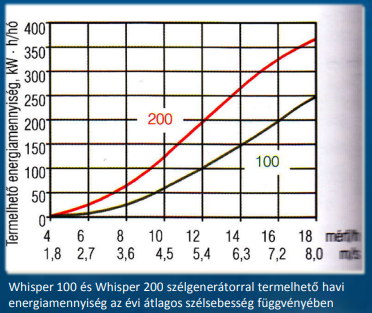 Termelhető energiamennyiség, kW · h/hó
400
350
300
250
200
150
100
50
0
200
100
4 6 8 10 12 14 16 18 mérf/h
1,8 2,7 3,6 4,5 5,4 6,3 7,2 8,0 m/s
Whisper 100 és Whisper 200 szélgenerátorral termelhető havi
energiamennyiség az évi átlagos szélsebesség függvényében